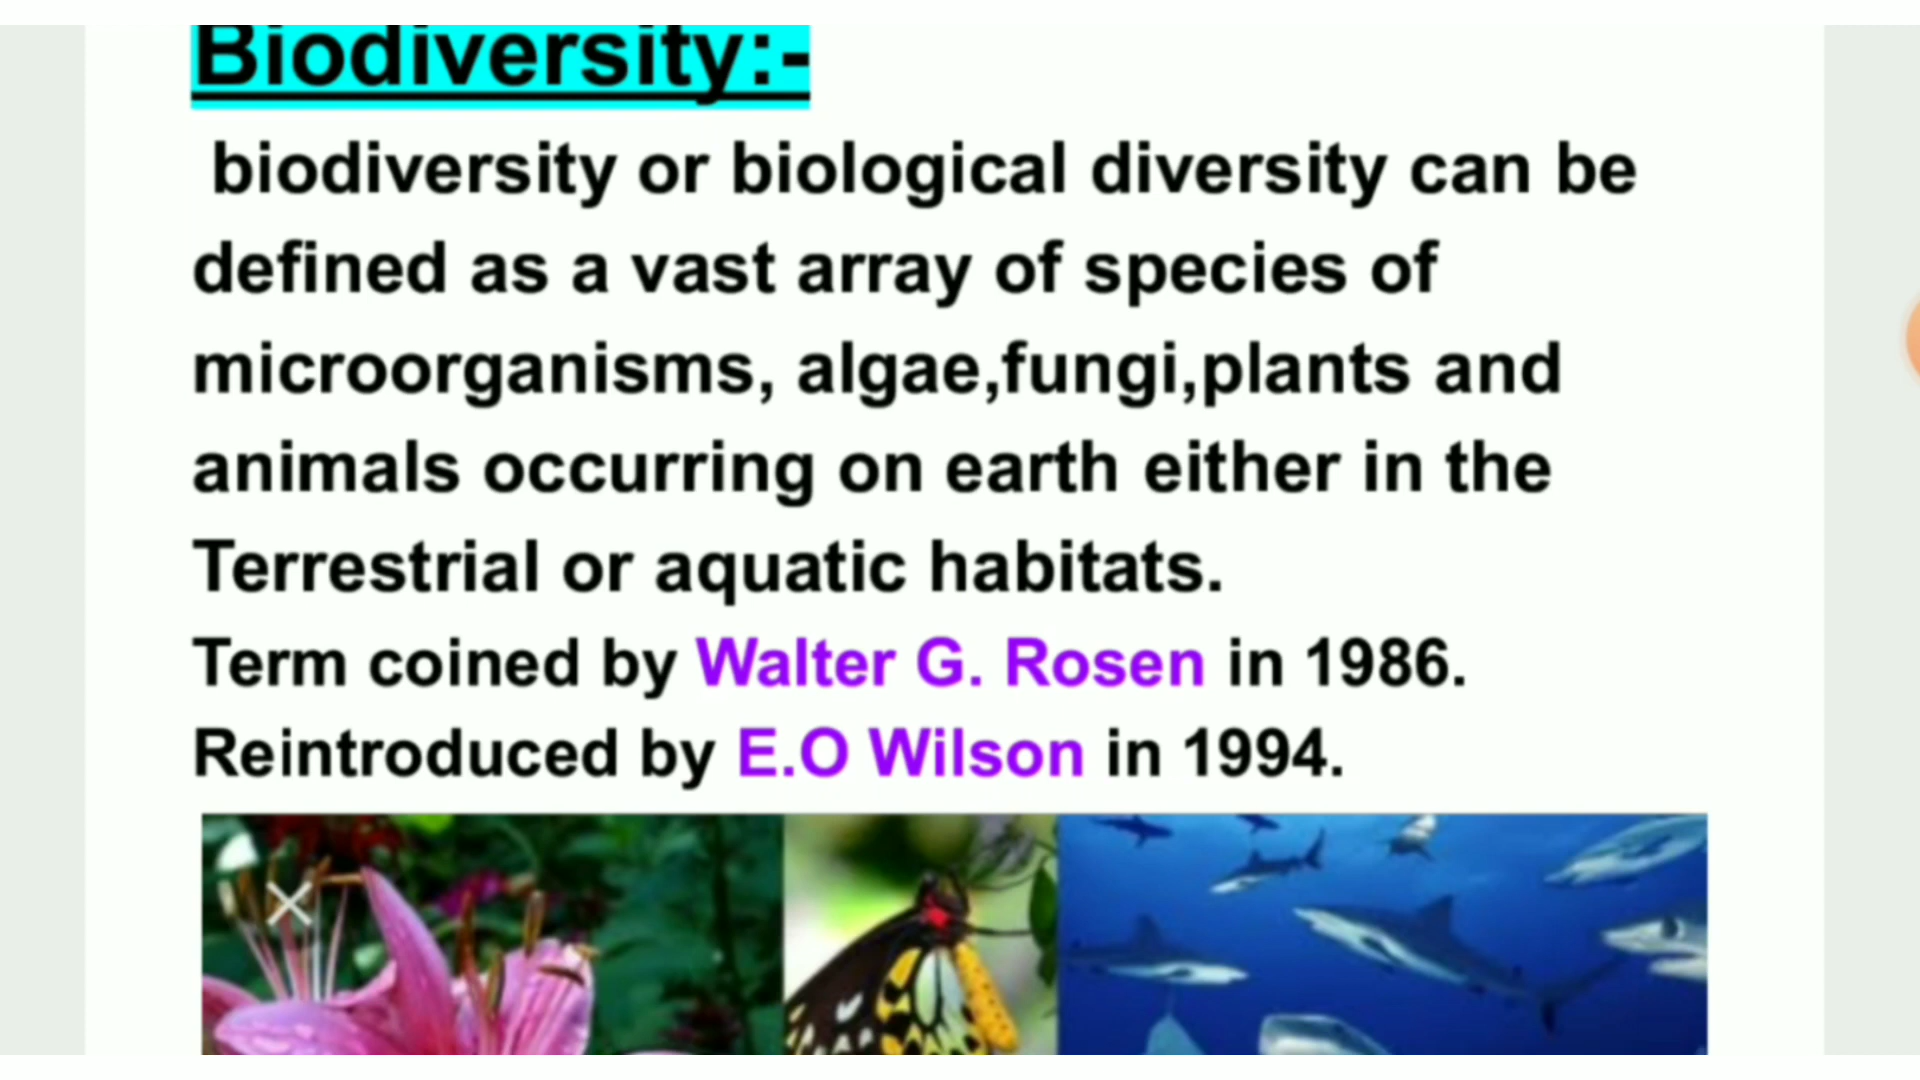 Biodiversity:-
biodiversity or biological diversity can be
defined as a vast array of species of
microorganisms, algae,fungi,plants and
animals occurring on earth either in the
Terrestrial or aquatic habitats.
Term coined by Walter G. Rosen in 1986.
Reintroduced by E.O Wilson in 1994.